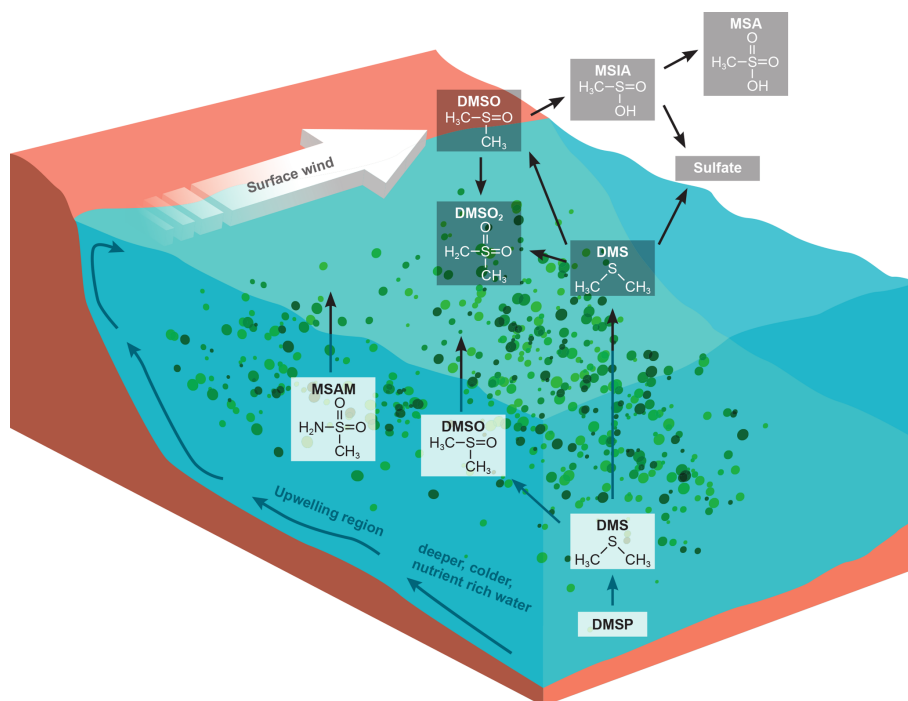 MSA
O
H₃C–S=O
OH
MSIA
H₃C–S=O
OH
DMSO
H₃C–S=O
CH₃
Surface wind
Sulfate
DMSO₂
O
H₂C–S=O
CH₃
DMS
S
H₃C CH₃
MSAM
O
H₂N–S=O
CH₃
DMSO
H₃C–S=O
CH₃
Upwelling region
deeper, colder,
nutrient rich water
DMS
S
H₃C CH₃
DMSP